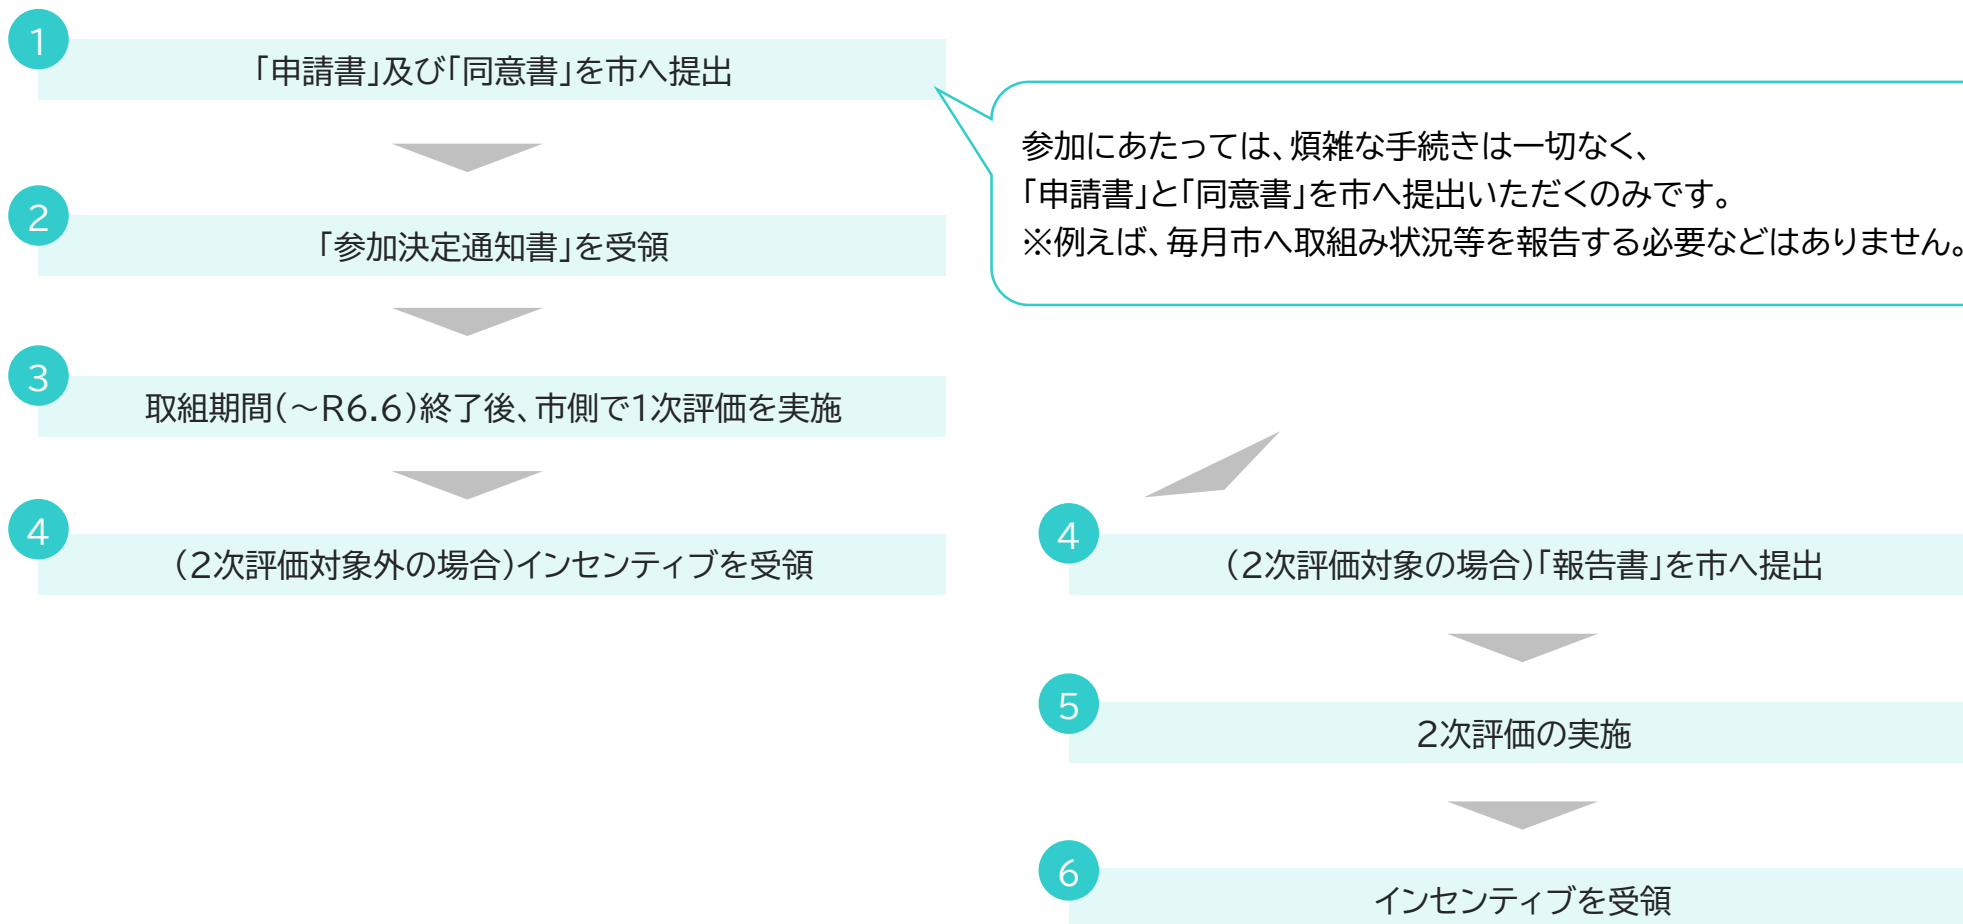 1
「申請書」及び「同意書」を市へ提出
参加にあたっては、煩雑な手続きは一切なく、
「申請書」と「同意書」を市へ提出いただくのみです。
※例えば、毎月市へ取組み状況等を報告する必要などはありません。
2
「参加決定通知書」を受領
3
取組期間(～R6.6)終了後、市側で1次評価を実施
4
(2次評価対象外の場合)インセンティブを受領
4
(2次評価対象の場合)「報告書」を市へ提出
5
2次評価の実施
6
インセンティブを受領